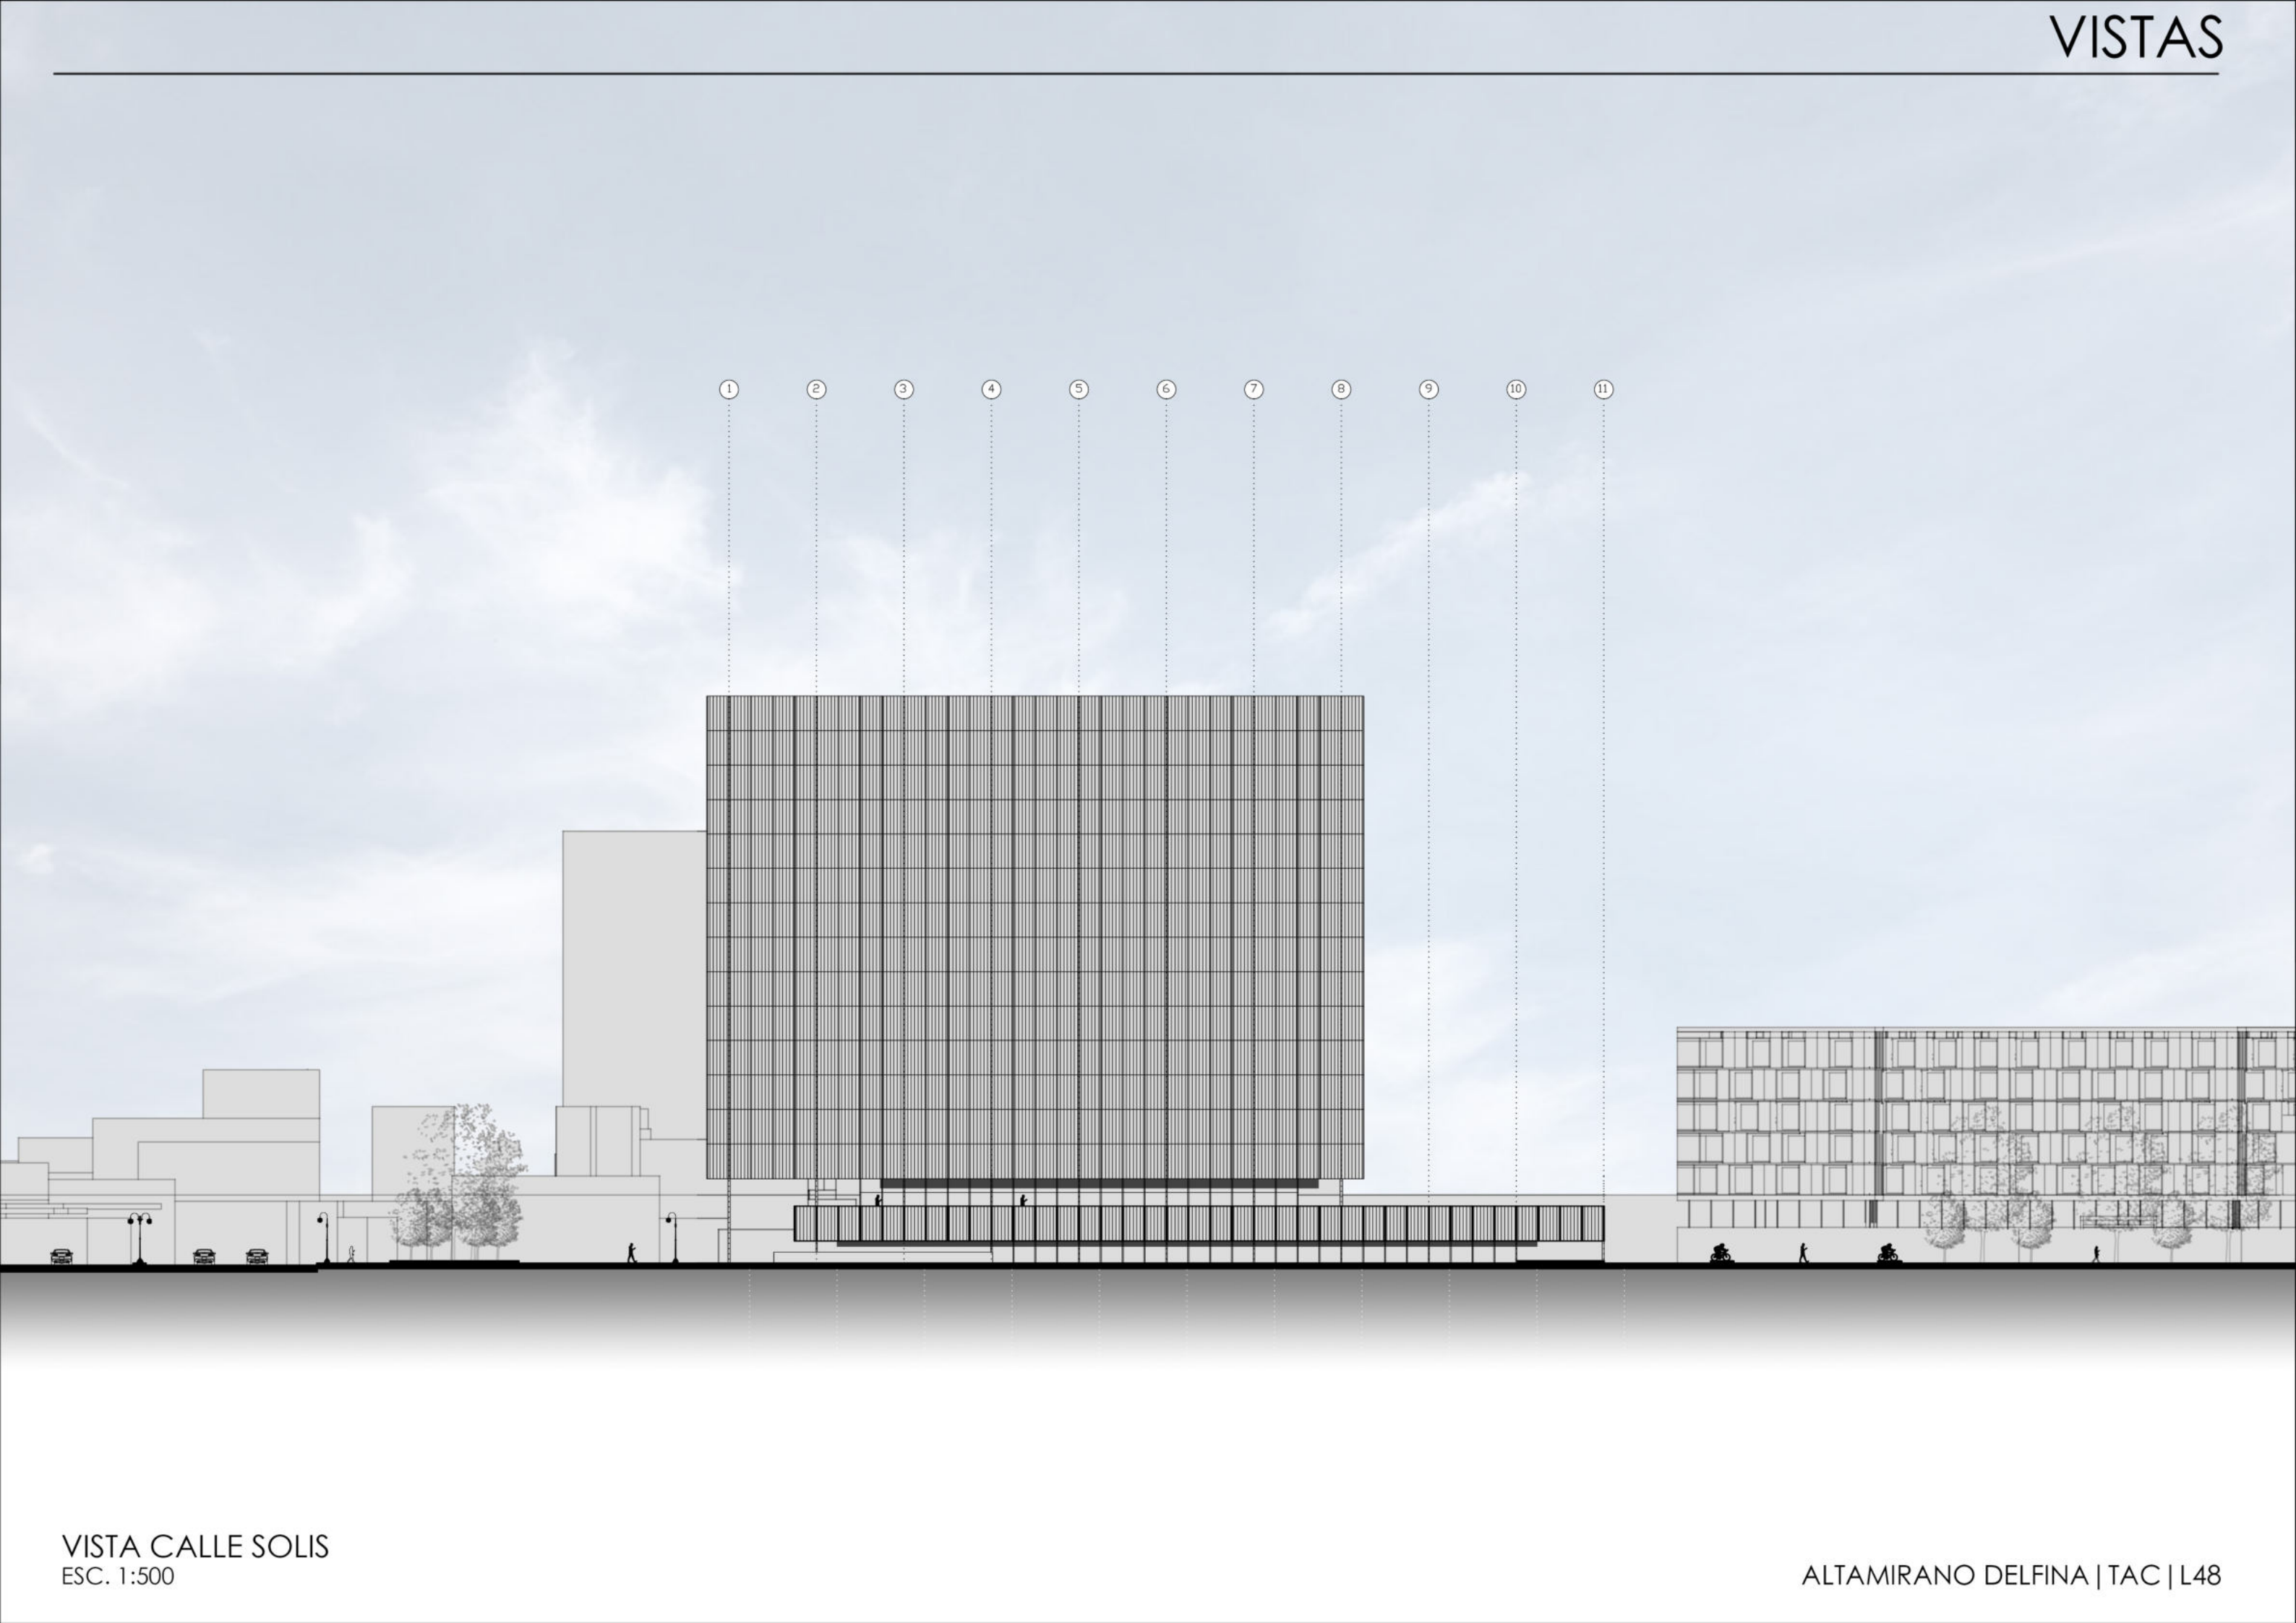 VISTAS
1 2 3 4 5 6 7 8 9 10 11
VISTA CALLE SOLIS
ESC. 1:500
ALTAMIRANO DELFINA | TAC | L48